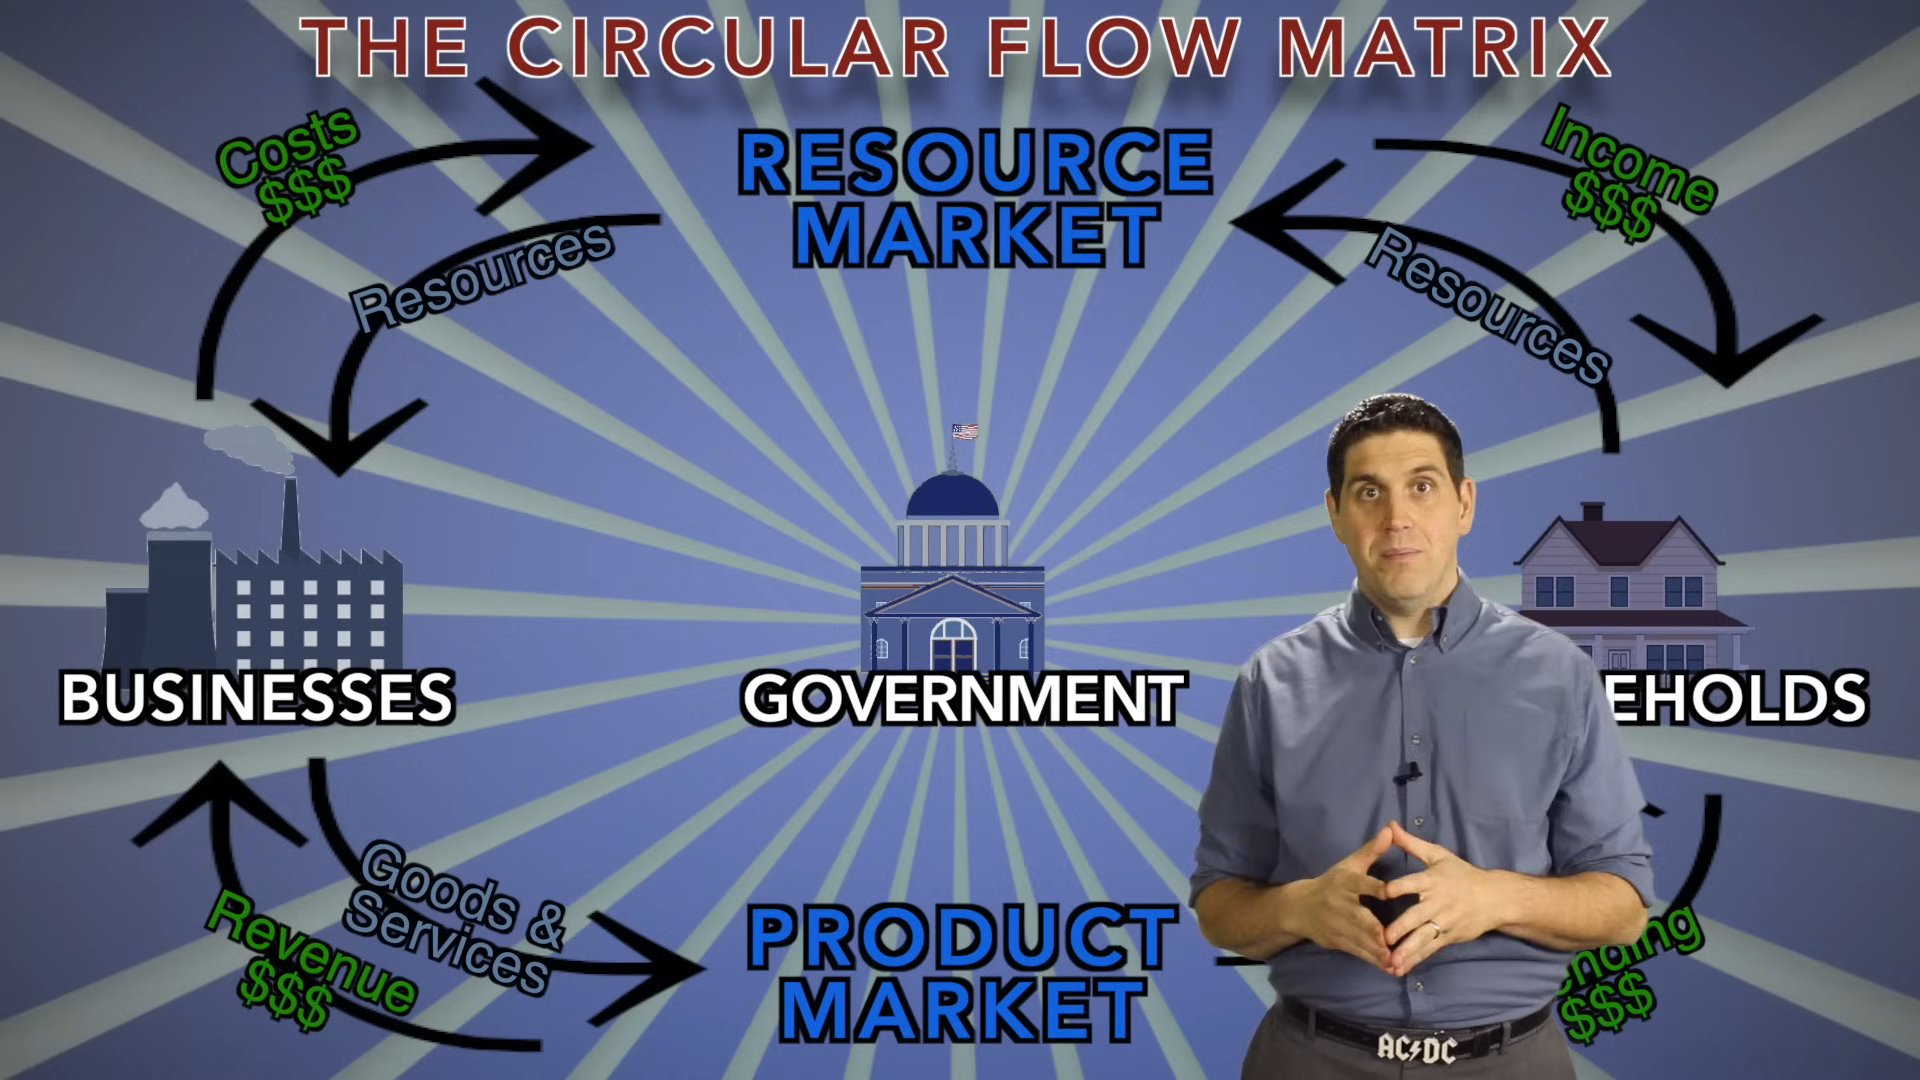 THE CIRCULAR FLOW MATRIX
Costs
$$$
Resources
RESOURCE
MARKET
Income
$$$
Resources
BUSINESSES
GOVERNMENT
EHOLDS
Goods &
Services
Revenue
$$$
PRODUCT
MARKET
nding
$$$
AC⚡DC